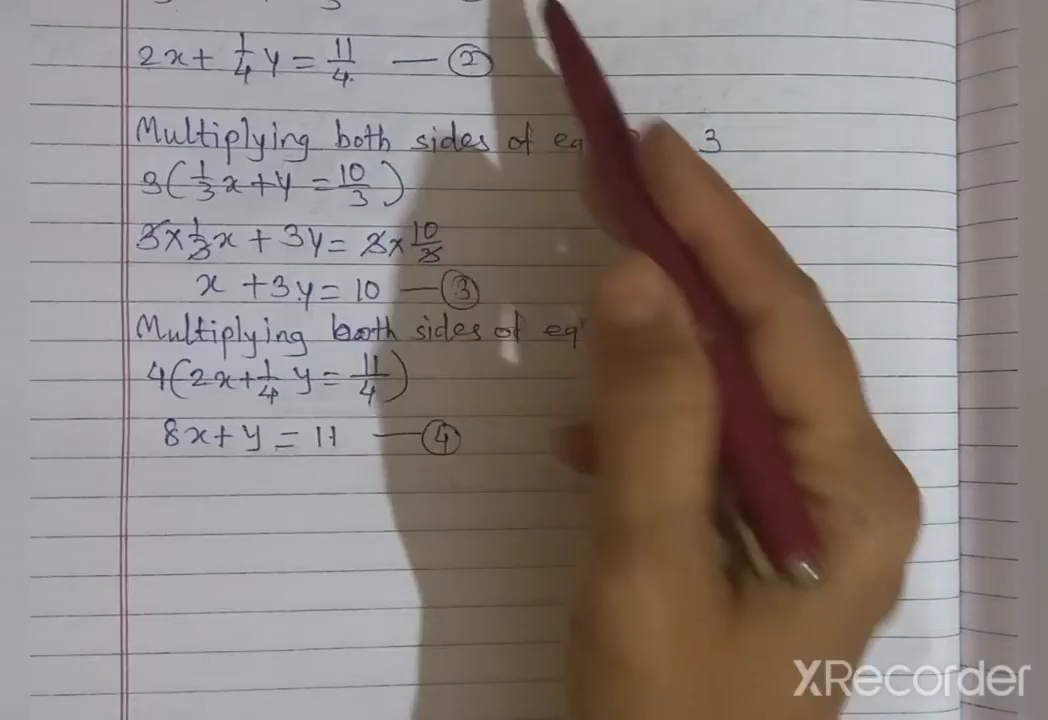 2x + 1/4 y = 11/4 — ②
Multiplying both sides of eq 3
3(1/3 x + y = 10/3)
3 × 1/3 x + 3y = 3 × 10/3
x + 3y = 10 — ③
Multiplying both sides of eq
4(2x + 1/4 y = 11/4)
8x + y = 11 — ④
XRecorder